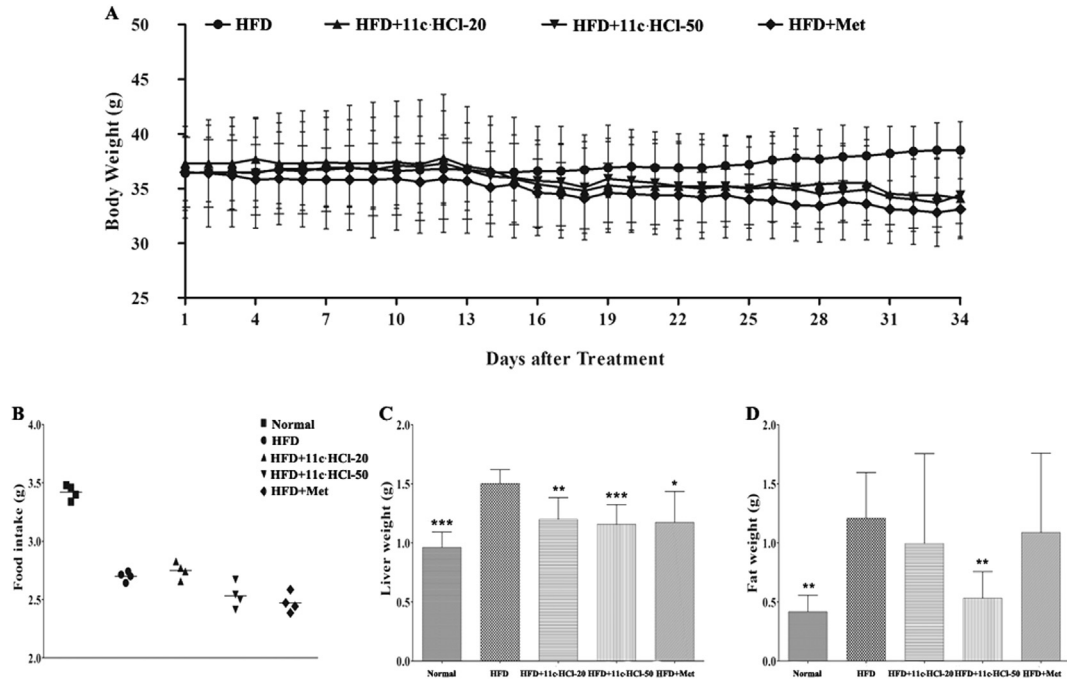 A
HFD HFD+11c·HCl-20 HFD+11c·HCl-50 HFD+Met
50
45
40
35
30
25
Body Weight (g)
1 4 7 10 13 16 19 22 25 28 31 34
Days after Treatment
B
4.0
3.5
3.0
2.5
2.0
Food intake (g)
Normal
HFD
HFD+11c·HCl-20
HFD+11c·HCl-50
HFD+Met
C
2.0
1.5
1.0
0.5
0.0
Liver weight (g)
*** ** *** *
Normal HFD HFD+11c·HCl-20 HFD+11c·HCl-50 HFD+Met
D
2.0
1.5
1.0
0.5
0.0
Fat weight (g)
** **
Normal HFD HFD+11c·HCl-20 HFD+11c·HCl-50 HFD+Met